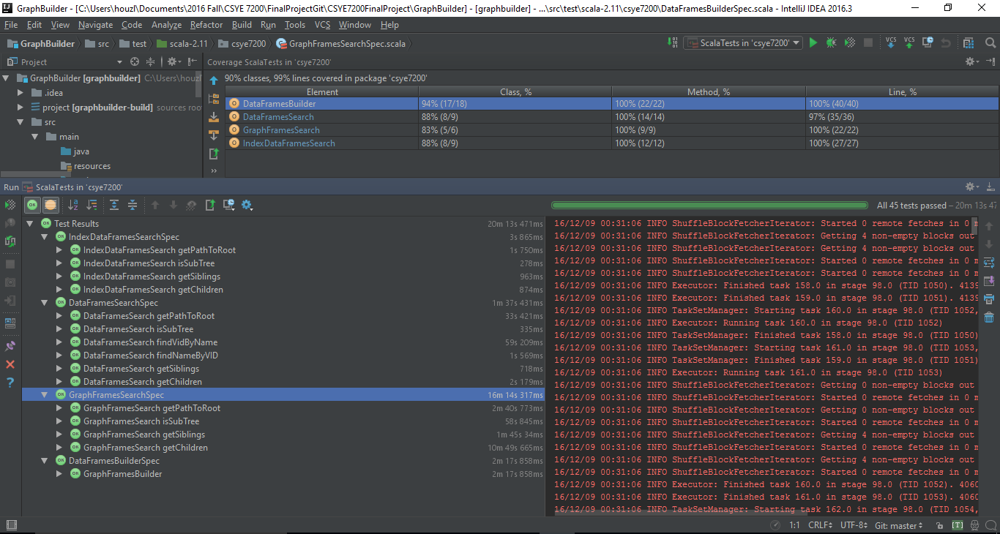 GraphBuilder - [C:\Users\houzl\Documents\2016 Fall\CSYE 7200\FinalProjectGit\CSYE7200FinalProject\GraphBuilder] - [graphbuilder] - ...\src\test\scala-2.11\csye7200\DataFramesBuilderSpec.scala - IntelliJ IDEA 2016.3
File Edit View Navigate Code Analyze Refactor Build Run Tools VCS Window Help
GraphBuilder src test scala-2.11 csye7200 GraphFramesSearchSpec.scala ScalaTests in 'csye7200' VCS VCS
Project Coverage ScalaTests in 'csye7200'
GraphBuilder [graphbuilder] C:\Users\houzl 90% classes, 99% lines covered in package 'csye7200'
.idea Element Class, % Method, % Line, %
project [graphbuilder-build] sources roo DataFramesBuilder 94% (17/18) 100% (22/22) 100% (40/40)
src DataFramesSearch 88% (8/9) 100% (14/14) 97% (35/36)
main GraphFramesSearch 83% (5/6) 100% (9/9) 100% (22/22)
java IndexDataFramesSearch 88% (8/9) 100% (12/12) 100% (27/27)
resources
Run ScalaTests in 'csye7200'
All 45 tests passed – 20m 13s 47
Test Results 20m 13s 471ms
IndexDataFramesSearchSpec 3s 865ms
IndexDataFramesSearch getPathToRoot 1s 750ms
IndexDataFramesSearch isSubTree 278ms
IndexDataFramesSearch getSiblings 963ms
IndexDataFramesSearch getChildren 874ms
DataFramesSearchSpec 1m 37s 431ms
DataFramesSearch getPathToRoot 33s 421ms
DataFramesSearch isSubTree 335ms
DataFramesSearch findVidByName 59s 209ms
DataFramesSearch findNameByVID 1s 569ms
DataFramesSearch getSiblings 718ms
DataFramesSearch getChildren 2s 179ms
GraphFramesSearchSpec 16m 14s 317ms
GraphFramesSearch getPathToRoot 2m 40s 773ms
GraphFramesSearch isSubTree 58s 845ms
GraphFramesSearch getSiblings 1m 45s 34ms
GraphFramesSearch getChildren 10m 49s 665ms
DataFramesBuilderSpec 2m 17s 858ms
GraphFramesBuilder 2m 17s 858ms
16/12/09 00:31:06 INFO ShuffleBlockFetcherIterator: Started 0 remote fetches in 0 m
16/12/09 00:31:06 INFO ShuffleBlockFetcherIterator: Getting 4 non-empty blocks out
16/12/09 00:31:06 INFO ShuffleBlockFetcherIterator: Getting 0 non-empty blocks out
16/12/09 00:31:06 INFO ShuffleBlockFetcherIterator: Started 0 remote fetches in 0 m
16/12/09 00:31:06 INFO ShuffleBlockFetcherIterator: Started 0 remote fetches in 0 m
16/12/09 00:31:06 INFO Executor: Finished task 158.0 in stage 98.0 (TID 1050). 4139
16/12/09 00:31:06 INFO Executor: Finished task 159.0 in stage 98.0 (TID 1051). 4139
16/12/09 00:31:06 INFO TaskSetManager: Starting task 160.0 in stage 98.0 (TID 1052,
16/12/09 00:31:06 INFO Executor: Running task 160.0 in stage 98.0 (TID 1052)
16/12/09 00:31:06 INFO TaskSetManager: Finished task 158.0 in stage 98.0 (TID 1050)
16/12/09 00:31:06 INFO TaskSetManager: Starting task 161.0 in stage 98.0 (TID 1053,
16/12/09 00:31:06 INFO TaskSetManager: Finished task 159.0 in stage 98.0 (TID 1051)
16/12/09 00:31:06 INFO Executor: Running task 161.0 in stage 98.0 (TID 1053)
16/12/09 00:31:06 INFO ShuffleBlockFetcherIterator: Getting 0 non-empty blocks out
16/12/09 00:31:06 INFO ShuffleBlockFetcherIterator: Started 0 remote fetches in 0 m
16/12/09 00:31:06 INFO ShuffleBlockFetcherIterator: Getting 0 non-empty blocks out
16/12/09 00:31:06 INFO ShuffleBlockFetcherIterator: Started 0 remote fetches in 0 m
16/12/09 00:31:06 INFO ShuffleBlockFetcherIterator: Getting 4 non-empty blocks out
16/12/09 00:31:06 INFO ShuffleBlockFetcherIterator: Started 0 remote fetches in 0 m
16/12/09 00:31:06 INFO ShuffleBlockFetcherIterator: Getting 4 non-empty blocks out
16/12/09 00:31:06 INFO ShuffleBlockFetcherIterator: Started 0 remote fetches in 0 m
16/12/09 00:31:06 INFO Executor: Finished task 160.0 in stage 98.0 (TID 1052). 4060
16/12/09 00:31:06 INFO Executor: Finished task 161.0 in stage 98.0 (TID 1053). 4060
16/12/09 00:31:06 INFO TaskSetManager: Starting task 162.0 in stage 98.0 (TID 1054,
1:1 CRLF UTF-8 Git: master [T]